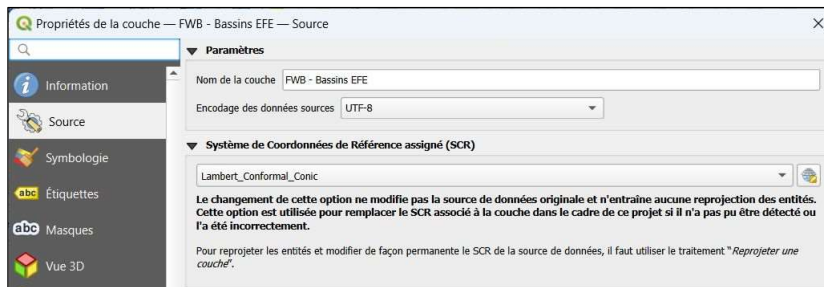 Propriétés de la couche — FWB - Bassins EFE — Source
Information
Source
Symbologie
abc Étiquettes
abc Masques
Vue 3D
Paramètres
Nom de la couche FWB - Bassins EFE
Encodage des données sources UTF-8
Système de Coordonnées de Référence assigné (SCR)
Lambert_Conformal_Conic
Le changement de cette option ne modifie pas la source de données originale et n'entraîne aucune reprojection des entités.
Cette option est utilisée pour remplacer le SCR associé à la couche dans le cadre de ce projet si il n'a pas pu être détecté ou
l'a été incorrectement.
Pour reprojeter les entités et modifier de façon permanente le SCR de la source de données, il faut utiliser le traitement "Reprojeter une
couche".